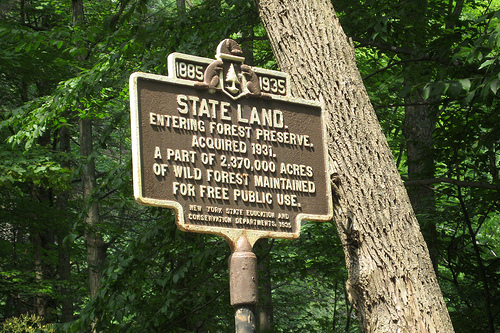 1885 1935
STATE LAND.
ENTERING FOREST PRESERVE.
ACQUIRED 1931.
A PART OF 2,370,000 ACRES
OF WILD FOREST MAINTAINED
FOR FREE PUBLIC USE.
NEW YORK STATE EDUCATION AND
CONSERVATION DEPARTMENTS, 1935